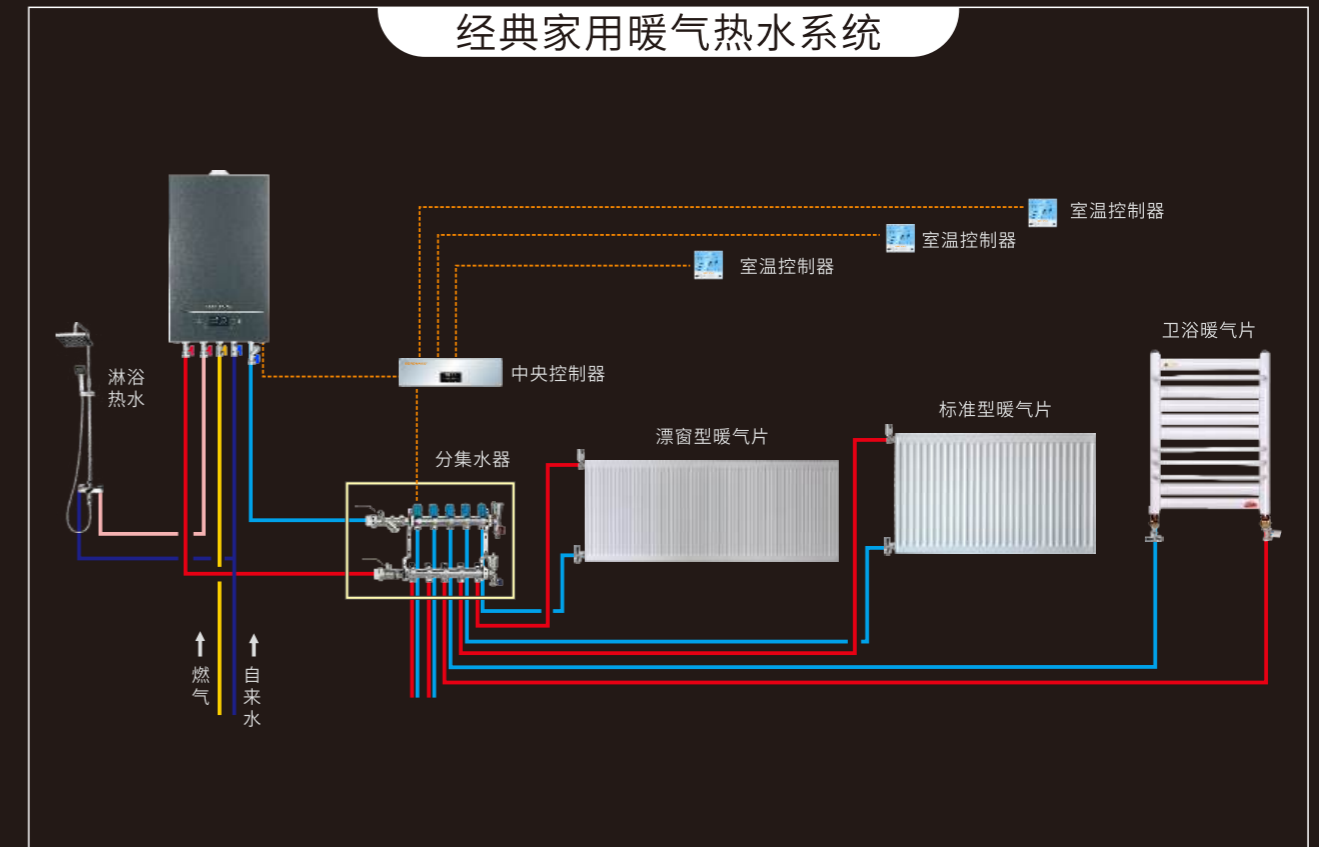 经典家用暖气热水系统
室温控制器
室温控制器
室温控制器
卫浴暖气片
淋浴
热水
中央控制器
标准型暖气片
漂窗型暖气片
分集水器
燃
气
自
来
水